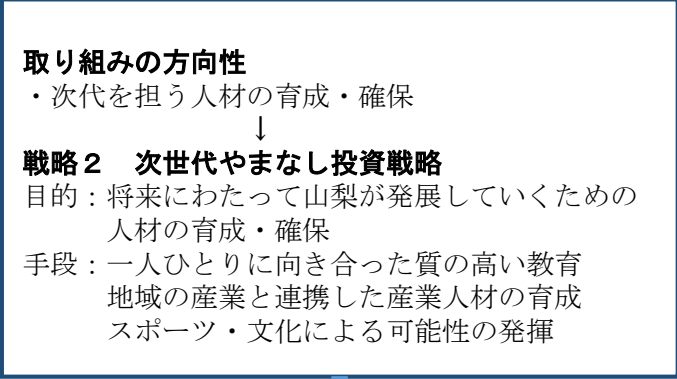 取り組みの方向性
・次代を担う人材の育成・確保
↓
戦略２　次世代やまなし投資戦略
目的：将来にわたって山梨が発展していくための
人材の育成・確保
手段：一人ひとりに向き合った質の高い教育
地域の産業と連携した産業人材の育成
スポーツ・文化による可能性の発揮